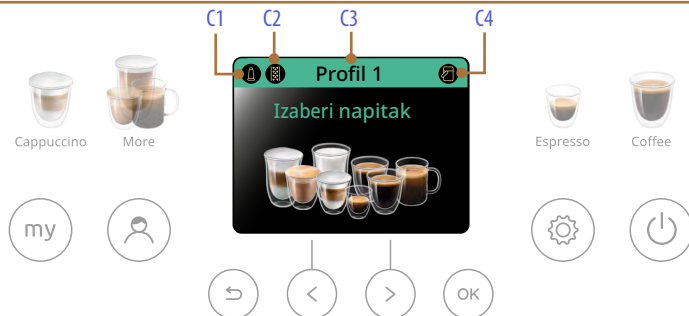 C1 C2 C3 C4
Profil 1
Izaberi napitak
Cappuccino More Espresso Coffee
my
OK